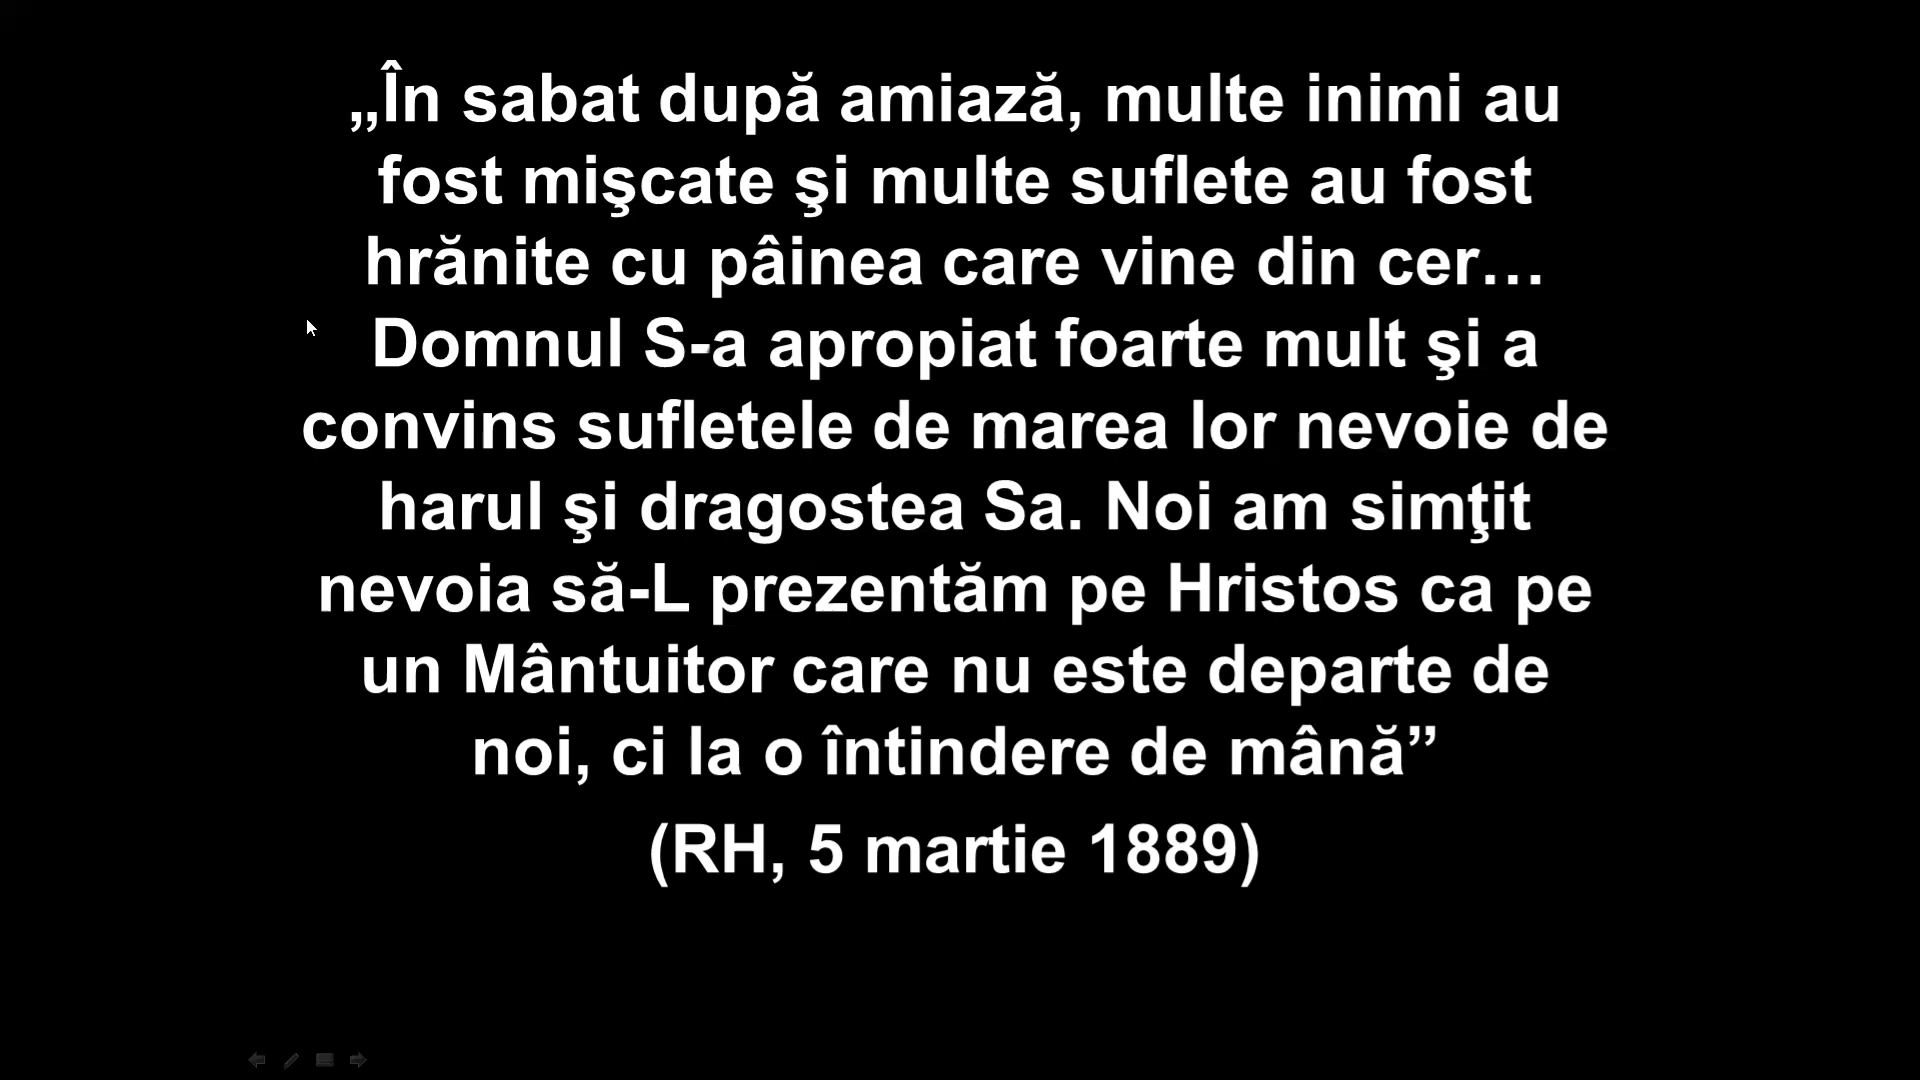 „În sabat după amiază, multe inimi au
fost mişcate şi multe suflete au fost
hrănite cu pâinea care vine din cer…
Domnul S-a apropiat foarte mult şi a
convins sufletele de marea lor nevoie de
harul şi dragostea Sa. Noi am simţit
nevoia să-L prezentăm pe Hristos ca pe
un Mântuitor care nu este departe de
noi, ci la o întindere de mână”
(RH, 5 martie 1889)